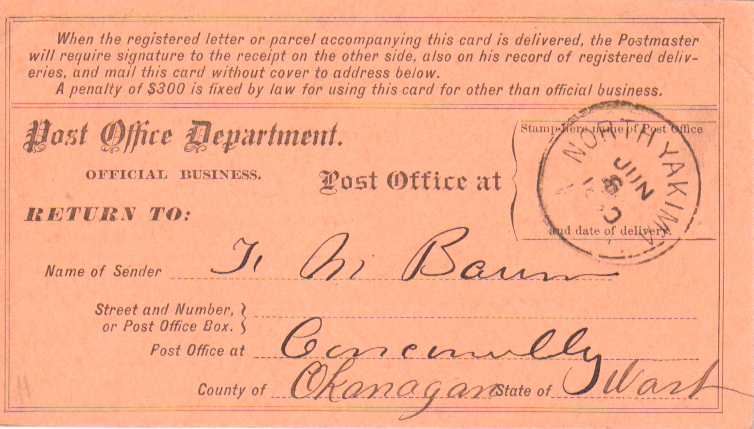 When the registered letter or parcel accompanying this card is delivered, the Postmaster
will require signature to the receipt on the other side, also on his record of registered deliv-
eries, and mail this card without cover to address below.
A penalty of $300 is fixed by law for using this card for other than official business.
Post Office Department.
OFFICIAL BUSINESS.
Post Office at
Stamp here name of Post Office
and date of delivery.
NORTH YAKIMA
JUN
RETURN TO:
Name of Sender M Baum
Street and Number,
or Post Office Box.
Post Office at Conconully
County of Okanagan State of Wash